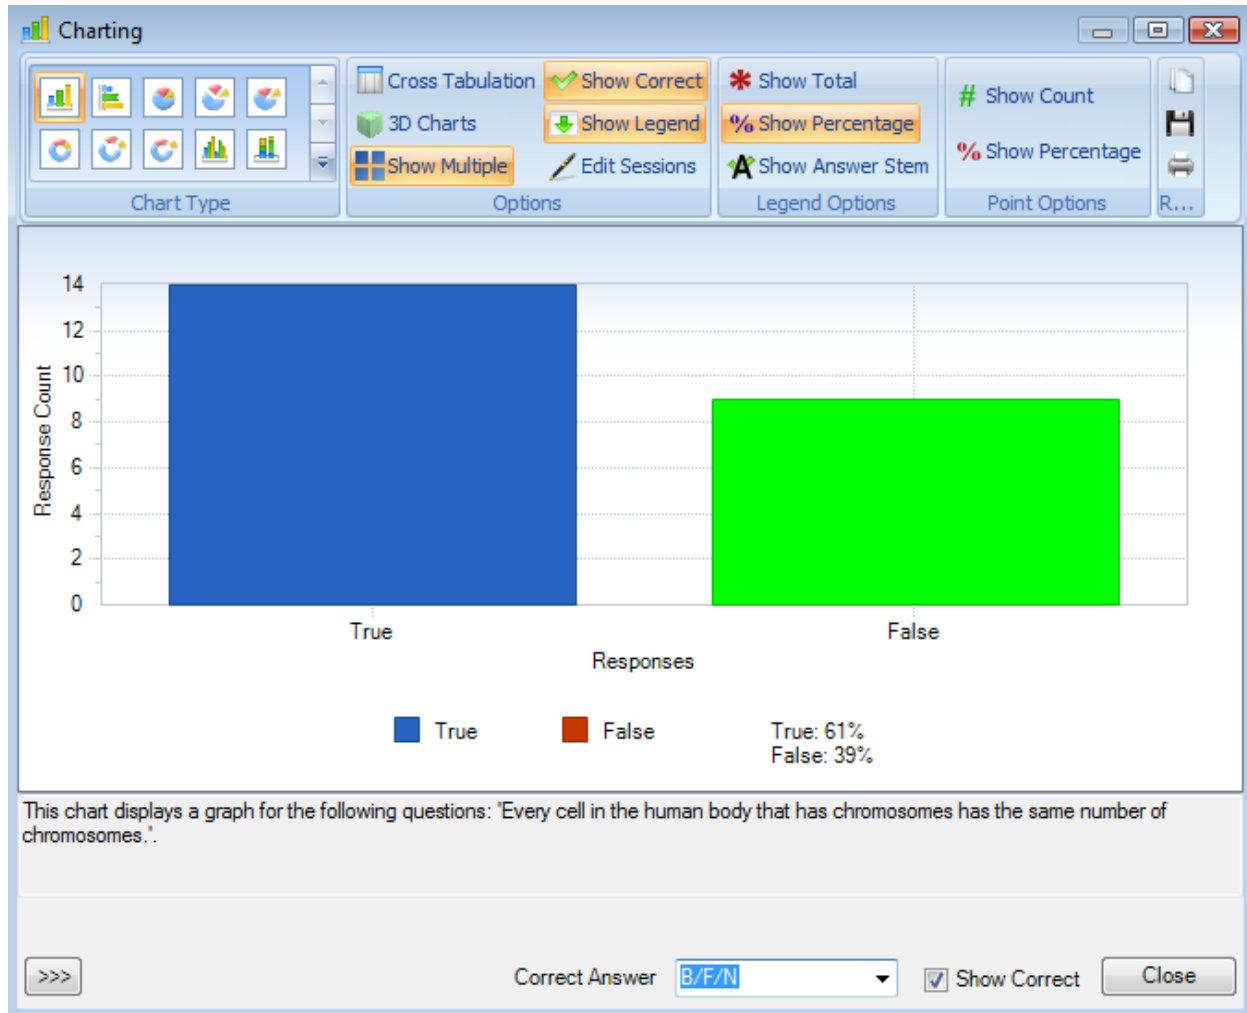 Charting
Cross Tabulation
Show Correct
Show Total
# Show Count
3D Charts
Show Legend
% Show Percentage
% Show Percentage
Show Multiple
Edit Sessions
A Show Answer Stem
Chart Type
Options
Legend Options
Point Options
R...
14
12
10
8
6
4
2
0
Response Count
True
False
Responses
True
False
True: 61%
False: 39%
This chart displays a graph for the following questions: 'Every cell in the human body that has chromosomes has the same number of
chromosomes.'.
>>>
Correct Answer
B/F/N
Show Correct
Close